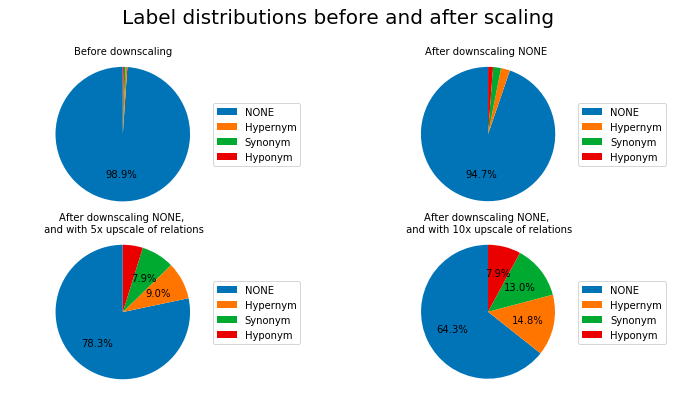 Label distributions before and after scaling
Before downscaling
98.9%
NONE
Hypernym
Synonym
Hyponym
After downscaling NONE
94.7%
NONE
Hypernym
Synonym
Hyponym
After downscaling NONE,
and with 5x upscale of relations
7.9%
9.0%
78.3%
NONE
Hypernym
Synonym
Hyponym
After downscaling NONE,
and with 10x upscale of relations
7.9%
13.0%
14.8%
64.3%
NONE
Hypernym
Synonym
Hyponym